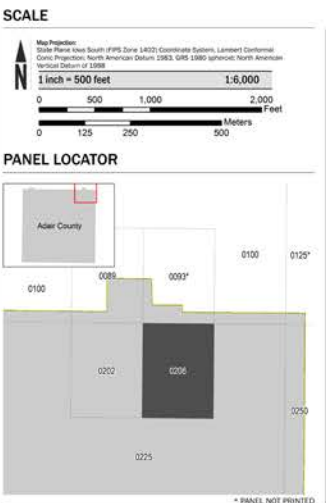 SCALE
N
Map Projection:
State Plane Iowa South (FIPS Zone 1402) Coordinate System, Lambert Conformal
Conic Projection; North American Datum 1983, GRS 1980 spheroid; North American
Vertical Datum of 1988
1 inch = 500 feet 1:6,000
0 500 1,000 2,000
Feet
Meters
0 125 250 500
PANEL LOCATOR
Adair County
0100 0125*
0089 0093*
0100
0202 0206
0250
0225
* PANEL NOT PRINTED